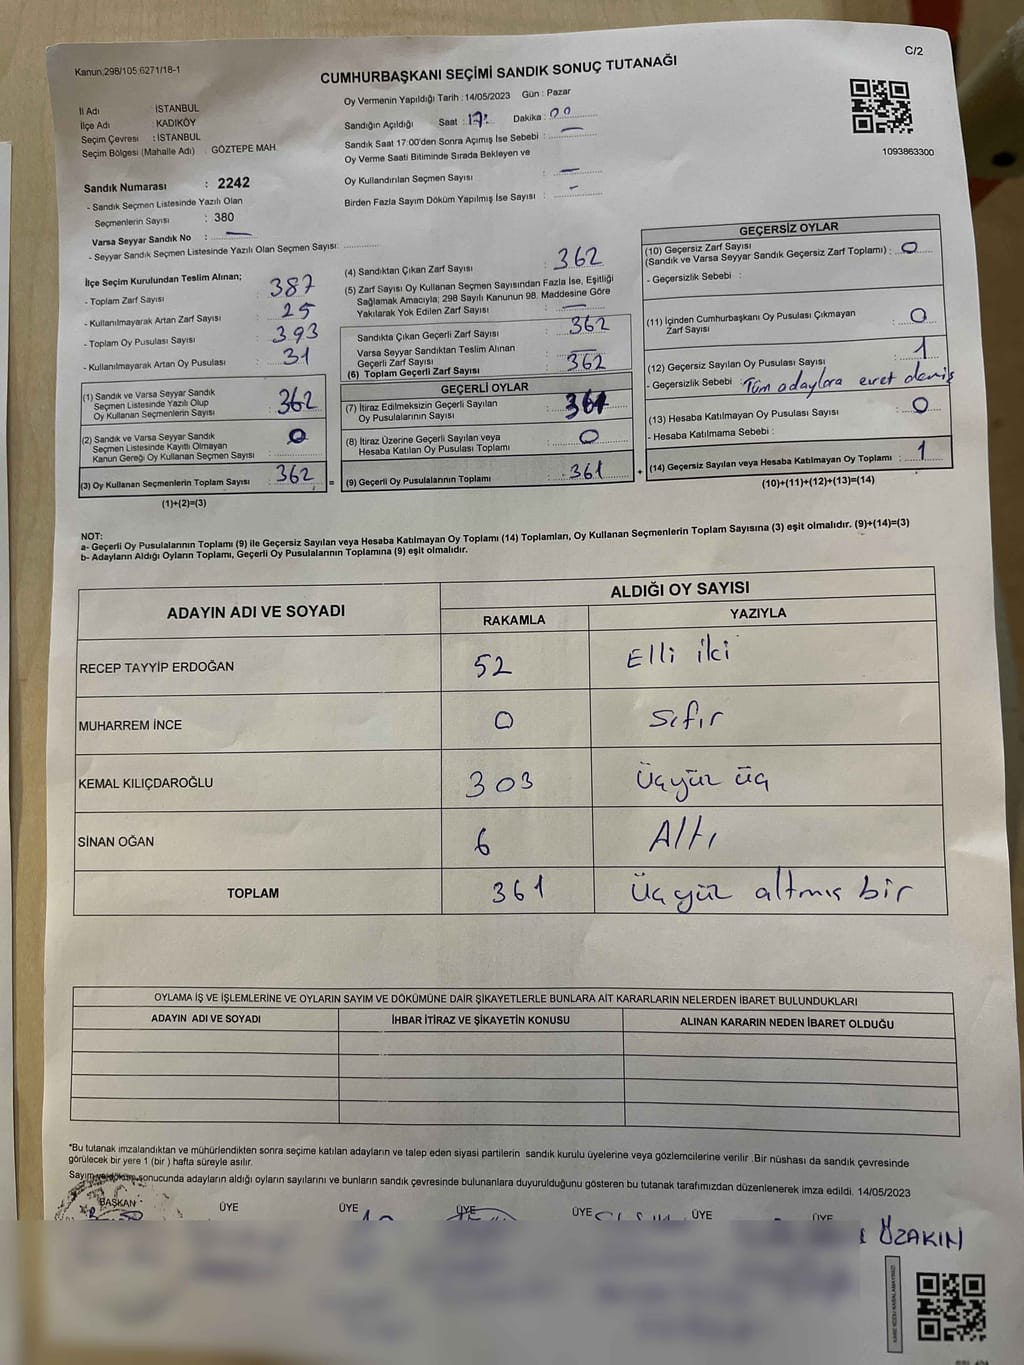 Kanun;298/105;6271/18-1
C/2
CUMHURBAŞKANI SEÇİMİ SANDIK SONUÇ TUTANAĞI
İl Adı : İSTANBUL
İlçe Adı : KADIKÖY
Seçim Çevresi : İSTANBUL
Seçim Bölgesi (Mahalle Adı) : GÖZTEPE MAH.
Oy Vermenin Yapıldığı Tarih : 14/05/2023 Gün : Pazar
Sandığın Açıldığı Saat : 17: Dakika : 00
Sandık Saat 17:00'den Sonra Açımış İse Sebebi : —
Oy Verme Saati Bitiminde Sırada Bekleyen ve
Oy Kullandırılan Seçmen Sayısı : —
Birden Fazla Sayım Döküm Yapılmış İse Sayısı : -
1093863300
Sandık Numarası : 2242
- Sandık Seçmen Listesinde Yazılı Olan
Seçmenlerin Sayısı : 380
Varsa Seyyar Sandık No : —
- Seyyar Sandık Seçmen Listesinde Yazılı Olan Seçmen Sayısı:
İlçe Seçim Kurulundan Teslim Alınan;
- Toplam Zarf Sayısı : 387
- Kullanılmayarak Artan Zarf Sayısı : 25
- Toplam Oy Pusulası Sayısı : 393
- Kullanılmayarak Artan Oy Pusulası : 31
(1) Sandık ve Varsa Seyyar Sandık
Seçmen Listesinde Yazılı Olup
Oy Kullanan Seçmenlerin Sayısı : 362
(2) Sandık ve Varsa Seyyar Sandık
Seçmen Listesinde Kayıtlı Olmayan
Kanun Gereği Oy Kullanan Seçmen Sayısı : 0
(3) Oy Kullanan Seçmenlerin Toplam Sayısı : 362 =
(1)+(2)=(3)
(4) Sandıktan Çıkan Zarf Sayısı : 362
(5) Zarf Sayısı Oy Kullanan Seçmen Sayısından Fazla İse, Eşitliği
Sağlamak Amacıyla; 298 Sayılı Kanunun 98. Maddesine Göre
Yakılarak Yok Edilen Zarf Sayısı : —
Sandıkta Çıkan Geçerli Zarf Sayısı : 362
Varsa Seyyar Sandıktan Teslim Alınan
Geçerli Zarf Sayısı : —
(6) Toplam Geçerli Zarf Sayısı : 362
GEÇERLİ OYLAR
(7) İtiraz Edilmeksizin Geçerli Sayılan
Oy Pusulalarının Sayısı : 361
(8) İtiraz Üzerine Geçerli Sayılan veya
Hesaba Katılan Oy Pusulası Toplamı : 0
(9) Geçerli Oy Pusulalarının Toplamı : 361 +
GEÇERSİZ OYLAR
(10) Geçersiz Zarf Sayısı
(Sandık ve Varsa Seyyar Sandık Geçersiz Zarf Toplamı) : 0
- Geçersizlik Sebebi :
(11) İçinden Cumhurbaşkanı Oy Pusulası Çıkmayan
Zarf Sayısı : 0
(12) Geçersiz Sayılan Oy Pusulası Sayısı : 1
- Geçersizlik Sebebi : Tüm adaylara evet demiş
(13) Hesaba Katılmayan Oy Pusulası Sayısı : 0
- Hesaba Katılmama Sebebi :
(14) Geçersiz Sayılan veya Hesaba Katılmayan Oy Toplamı : 1
(10)+(11)+(12)+(13)=(14)
NOT:
a- Geçerli Oy Pusulalarının Toplamı (9) ile Geçersiz Sayılan veya Hesaba Katılmayan Oy Toplamı (14) Toplamları, Oy Kullanan Seçmenlerin Toplam Sayısına (3) eşit olmalıdır. (9)+(14)=(3)
b- Adayların Aldığı Oyların Toplamı, Geçerli Oy Pusulalarının Toplamına (9) eşit olmalıdır.
ADAYIN ADI VE SOYADI ALDIĞI OY SAYISI
RAKAMLA YAZIYLA
RECEP TAYYİP ERDOĞAN 52 Elli iki
MUHARREM İNCE 0 Sıfır
KEMAL KILIÇDAROĞLU 303 Üçyüz üç
SİNAN OĞAN 6 Altı
TOPLAM 361 Üçyüz altmış bir
OYLAMA İŞ VE İŞLEMLERİNE VE OYLARIN SAYIM VE DÖKÜMÜNE DAİR ŞİKAYETLERLE BUNLARA AİT KARARLARIN NELERDEN İBARET BULUNDUKLARI
ADAYIN ADI VE SOYADI İHBAR İTİRAZ VE ŞİKAYETİN KONUSU ALINAN KARARIN NEDEN İBARET OLDUĞU
*Bu tutanak imzalandıktan ve mühürlendikten sonra seçime katılan adayların ve talep eden siyasi partilerin sandık kurulu üyelerine veya gözlemcilerine verilir .Bir nüshası da sandık çevresinde
görülecek bir yere 1 (bir ) hafta süreyle asılır.
Sayım ve döküm sonucunda adayların aldığı oyların sayılarını ve bunların sandık çevresinde bulunanlara duyurulduğunu gösteren bu tutanak tarafımızdan düzenlenerek imza edildi. 14/05/2023
BAŞKAN ÜYE ÜYE ÜYE ÜYE ÜYE ÜYE
ÖZAKIN